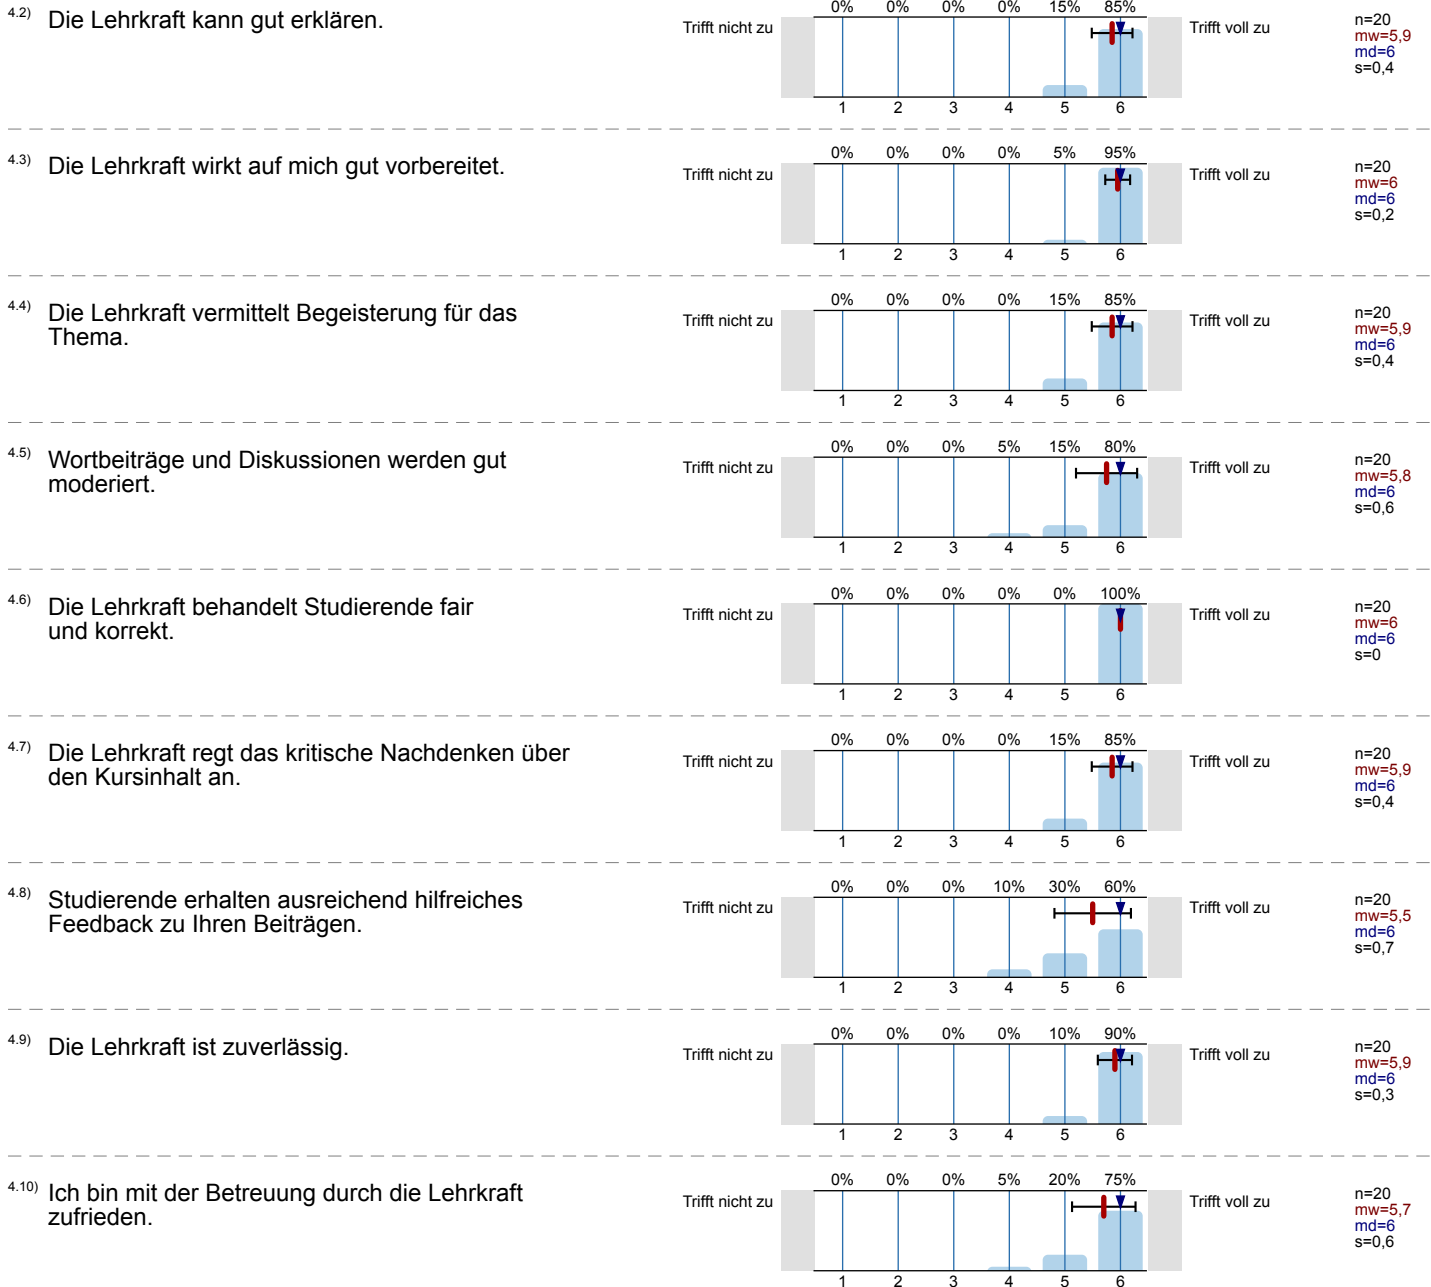 4.2) Die Lehrkraft kann gut erklären.
Trifft nicht zu
0% 0% 0% 0% 15% 85%
1 2 3 4 5 6
Trifft voll zu
n=20
mw=5,9
md=6
s=0,4
4.3) Die Lehrkraft wirkt auf mich gut vorbereitet.
Trifft nicht zu
0% 0% 0% 0% 5% 95%
1 2 3 4 5 6
Trifft voll zu
n=20
mw=6
md=6
s=0,2
4.4) Die Lehrkraft vermittelt Begeisterung für das
Thema.
Trifft nicht zu
0% 0% 0% 0% 15% 85%
1 2 3 4 5 6
Trifft voll zu
n=20
mw=5,9
md=6
s=0,4
4.5) Wortbeiträge und Diskussionen werden gut
moderiert.
Trifft nicht zu
0% 0% 0% 5% 15% 80%
1 2 3 4 5 6
Trifft voll zu
n=20
mw=5,8
md=6
s=0,6
4.6) Die Lehrkraft behandelt Studierende fair
und korrekt.
Trifft nicht zu
0% 0% 0% 0% 0% 100%
1 2 3 4 5 6
Trifft voll zu
n=20
mw=6
md=6
s=0
4.7) Die Lehrkraft regt das kritische Nachdenken über
den Kursinhalt an.
Trifft nicht zu
0% 0% 0% 0% 15% 85%
1 2 3 4 5 6
Trifft voll zu
n=20
mw=5,9
md=6
s=0,4
4.8) Studierende erhalten ausreichend hilfreiches
Feedback zu Ihren Beiträgen.
Trifft nicht zu
0% 0% 0% 10% 30% 60%
1 2 3 4 5 6
Trifft voll zu
n=20
mw=5,5
md=6
s=0,7
4.9) Die Lehrkraft ist zuverlässig.
Trifft nicht zu
0% 0% 0% 0% 10% 90%
1 2 3 4 5 6
Trifft voll zu
n=20
mw=5,9
md=6
s=0,3
4.10) Ich bin mit der Betreuung durch die Lehrkraft
zufrieden.
Trifft nicht zu
0% 0% 0% 5% 20% 75%
1 2 3 4 5 6
Trifft voll zu
n=20
mw=5,7
md=6
s=0,6